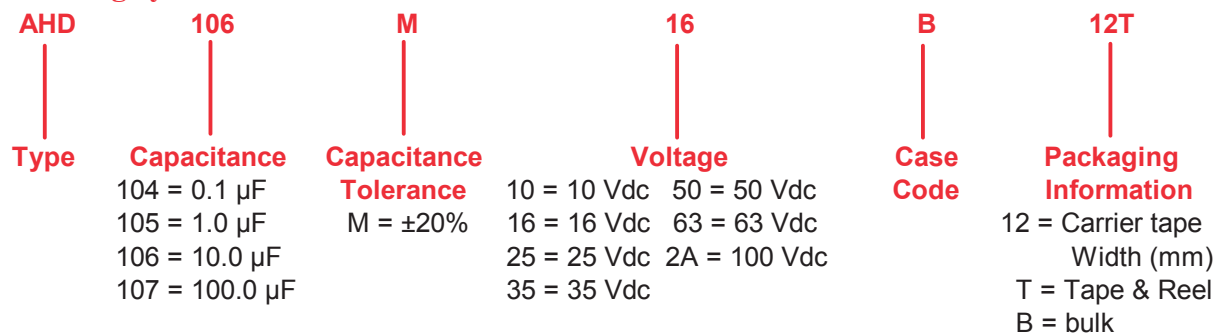 AHD 106 M 16 B 12T
Type Capacitance Capacitance Voltage Case Packaging
104 = 0.1 µF Tolerance 10 = 10 Vdc 50 = 50 Vdc Code Information
105 = 1.0 µF M = ±20% 16 = 16 Vdc 63 = 63 Vdc 12 = Carrier tape
106 = 10.0 µF 25 = 25 Vdc 2A = 100 Vdc Width (mm)
107 = 100.0 µF 35 = 35 Vdc T = Tape & Reel
B = bulk